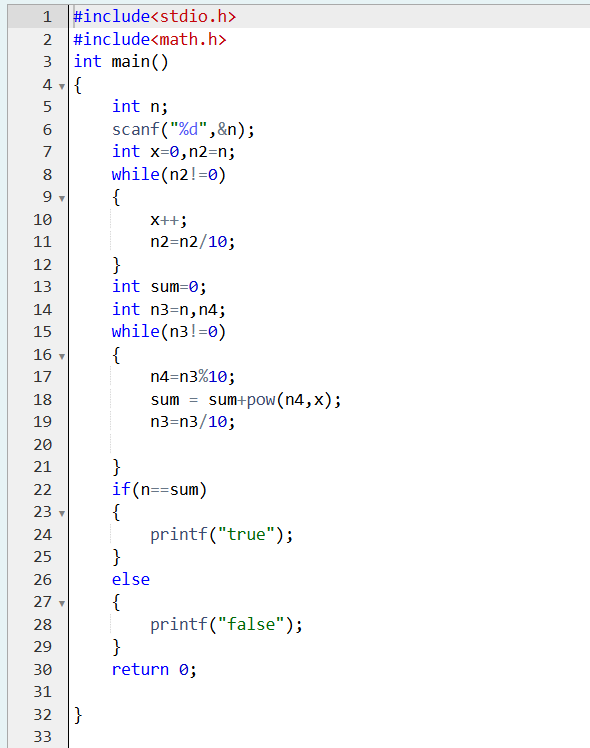 1 #include<stdio.h>
2 #include<math.h>
3 int main()
4 {
5     int n;
6     scanf("%d",&n);
7     int x=0,n2=n;
8     while(n2!=0)
9     {
10         x++;
11         n2=n2/10;
12     }
13     int sum=0;
14     int n3=n,n4;
15     while(n3!=0)
16     {
17         n4=n3%10;
18         sum = sum+pow(n4,x);
19         n3=n3/10;
20
21     }
22     if(n==sum)
23     {
24         printf("true");
25     }
26     else
27     {
28         printf("false");
29     }
30     return 0;
31
32 }
33